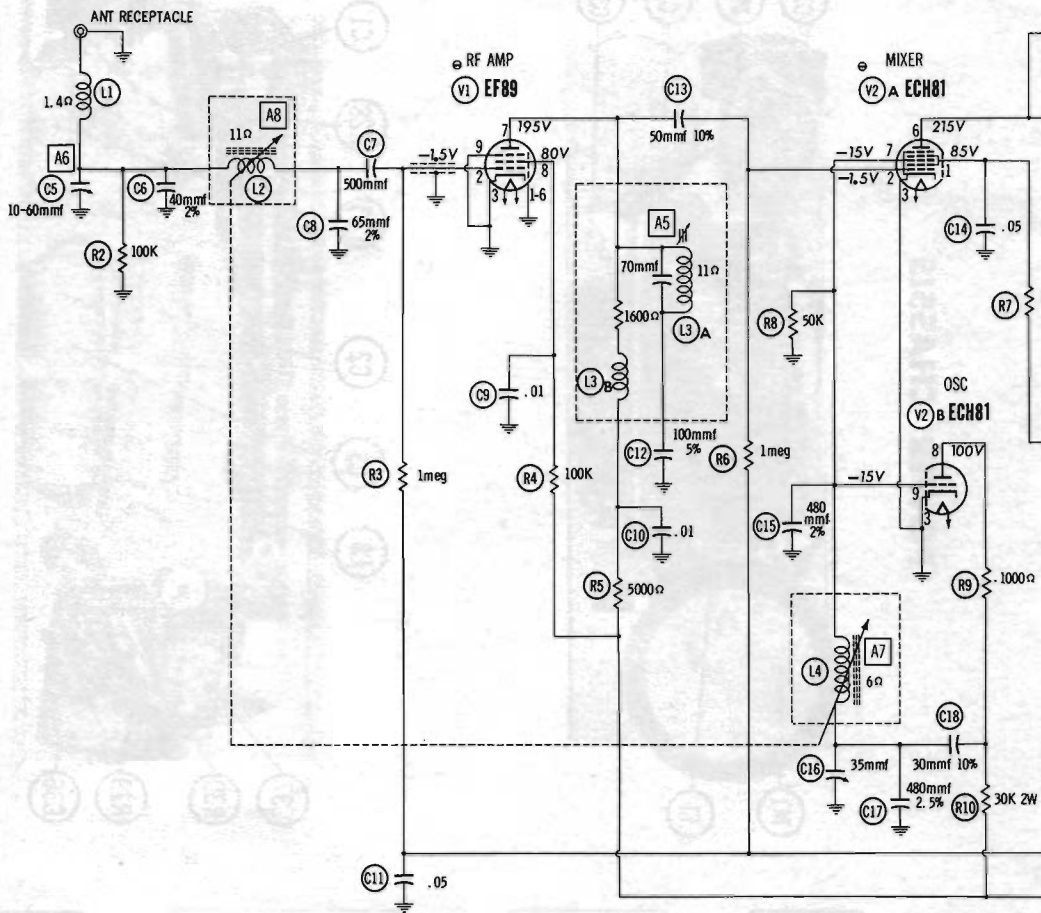 ANT RECEPTACLE
L1
1.4Ω
A6
C5
10-60mmf
R2
100K
C6
40mmf
2%
11Ω
A8
L2
C8
65mmf
2%
C7
500mmf
⊖ RF AMP
V1 EF89
-1.5V
7
195V
9
2
3
80V
8
1-6
R3
1meg
C9
.01
R4
100K
C11
.05
C13
50mmf 10%
A5
70mmf
11Ω
L3 A
1600Ω
L3 B
C12
100mmf
5%
C10
.01
R5
5000Ω
R6
1meg
⊖ MIXER
V2 A ECH81
6
215V
-15V
7
-1.5V
2
3
85V
1
C14
.05
R7
R8
50K
OSC
V2 B ECH81
8
100V
-15V
9
3
C15
480
mmf
2%
R9
.1000Ω
L4
A7
6Ω
C18
30mmf 10%
C16
35mmf
C17
480mmf
2.5%
R10
30K 2W